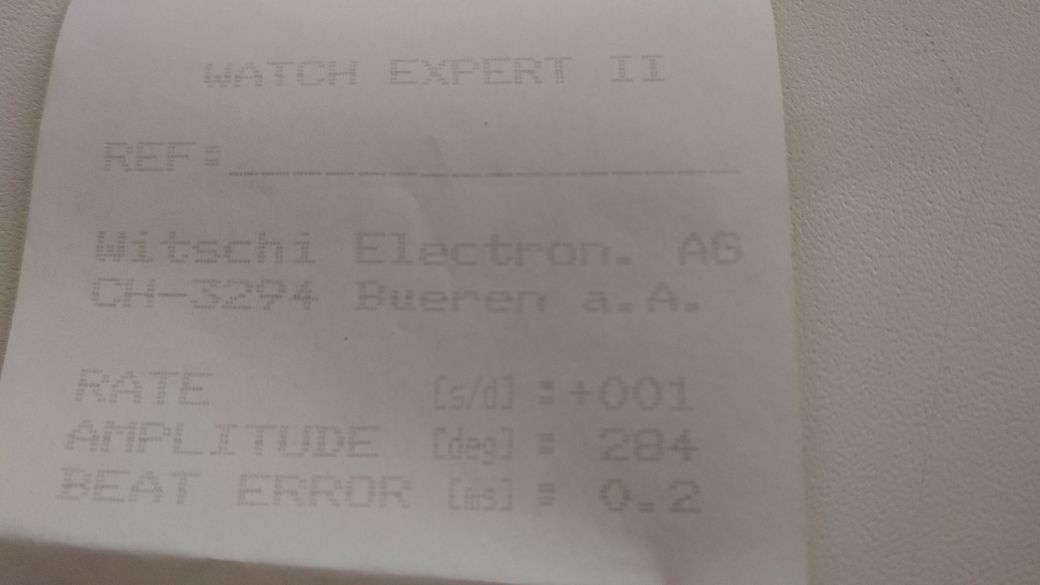 WATCH EXPERT II
REF:____________________
Witschi Electron. AG
CH-3294 Bueren a.A.
RATE [s/d] :+001
AMPLITUDE [deg] : 284
BEAT ERROR [ms] : 0.2